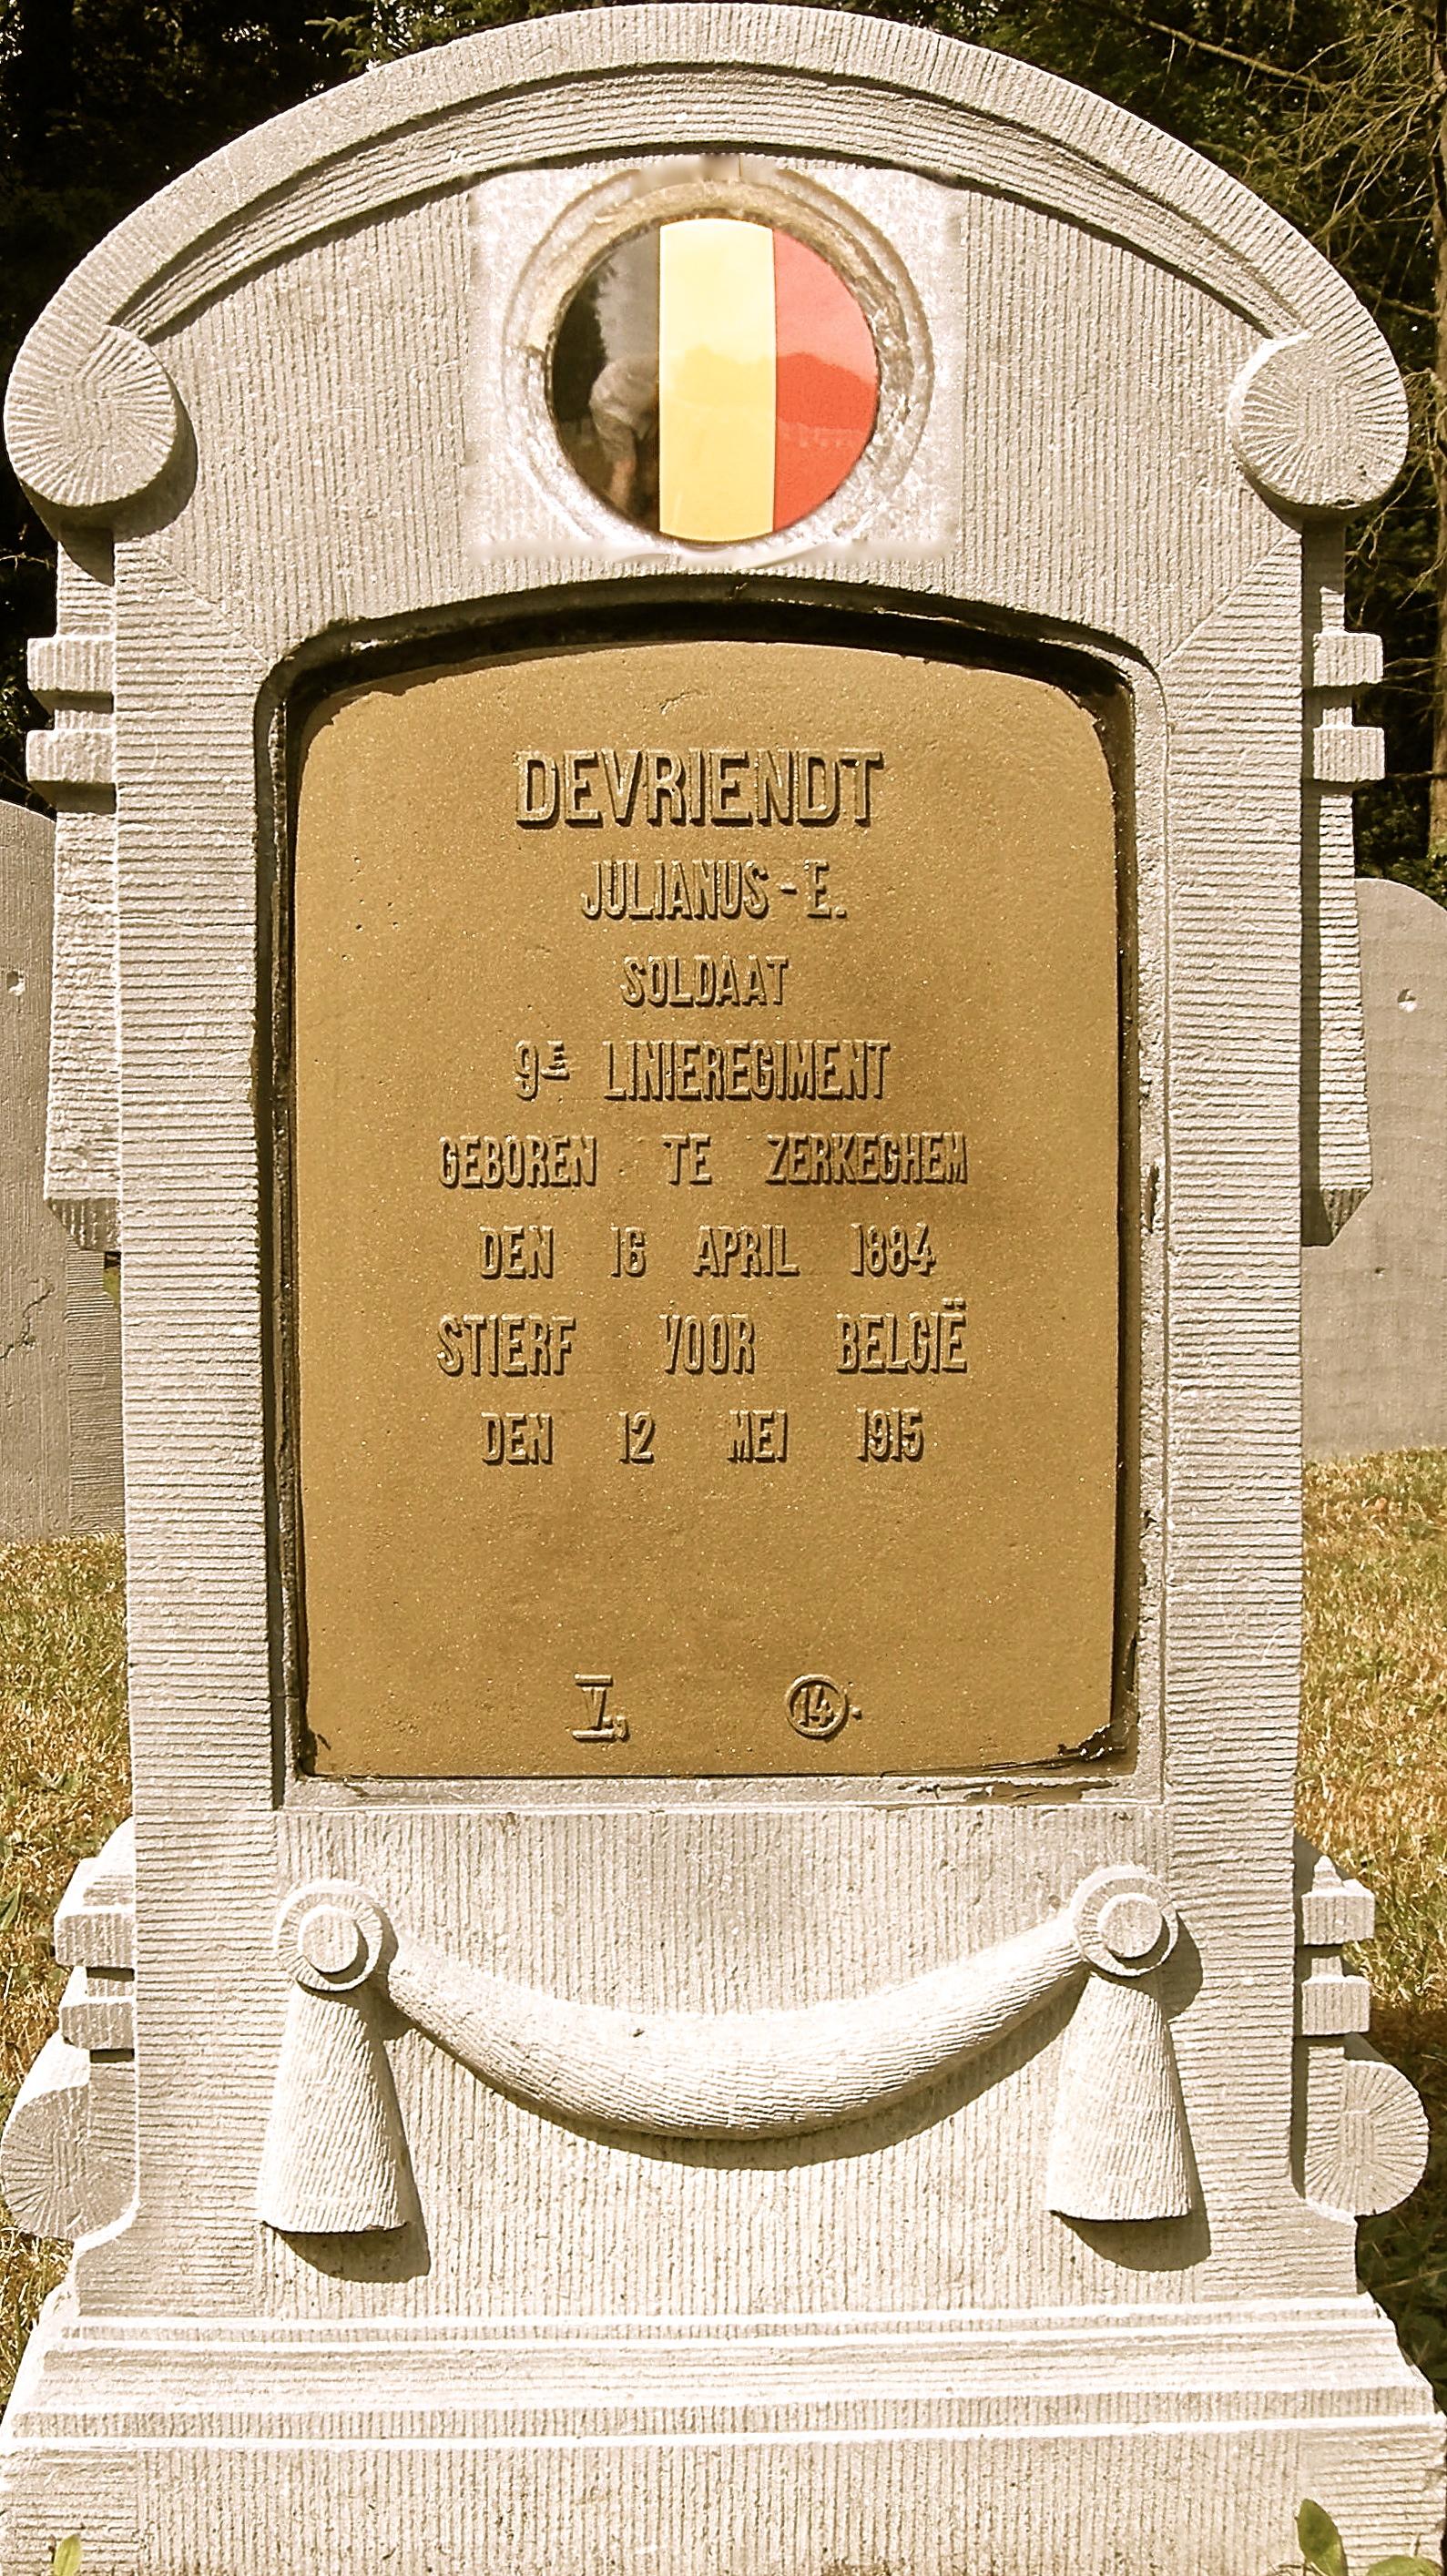 DEVRIENDT
JULIANUS - E.
SOLDAAT
9E LINIEREGIMENT
GEBOREN TE ZERKEGHEM
DEN 16 APRIL 1884
STIERF VOOR BELGIË
DEN 12 MEI 1915
V, 14.